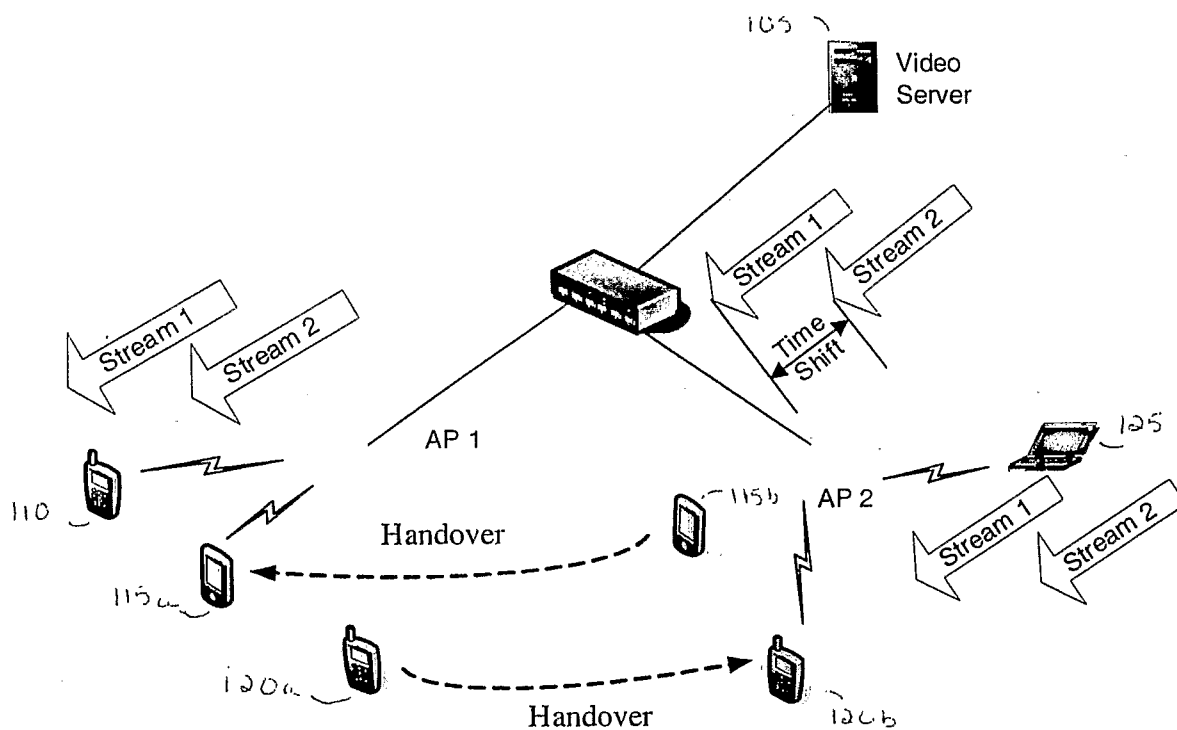 105
Video
Server
Stream 1
Stream 2
Time
Shift
Stream 1
Stream 2
AP 1
AP 2
125
110
115b
Handover
Stream 1
Stream 2
115a
120a
Handover
120b